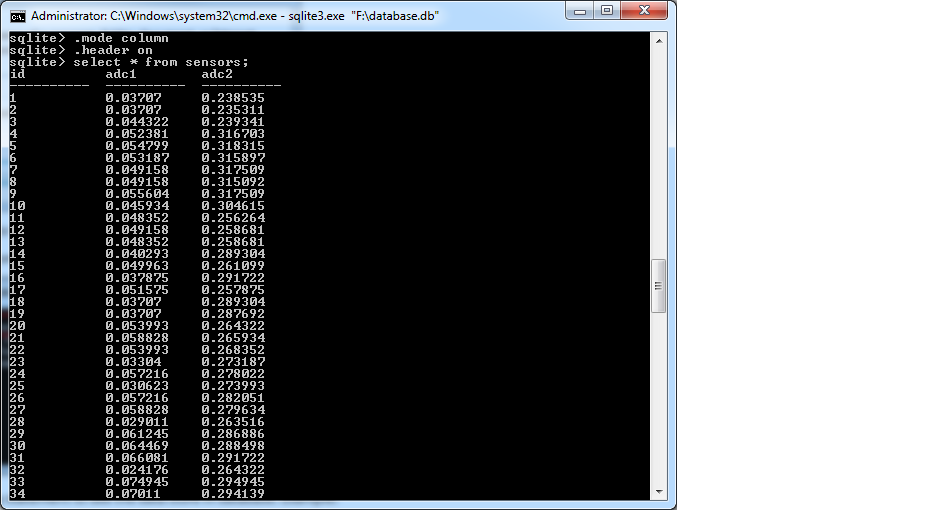 Administrator: C:\Windows\system32\cmd.exe - sqlite3.exe "F:\database.db"
sqlite> .mode column
sqlite> .header on
sqlite> select * from sensors;
id          adc1        adc2
----------  ----------  ----------
1           0.03707     0.238535
2           0.03707     0.235311
3           0.044322    0.239341
4           0.052381    0.316703
5           0.054799    0.318315
6           0.053187    0.315897
7           0.049158    0.317509
8           0.049158    0.315092
9           0.055604    0.317509
10          0.045934    0.304615
11          0.048352    0.256264
12          0.049158    0.258681
13          0.048352    0.258681
14          0.040293    0.289304
15          0.049963    0.261099
16          0.037875    0.291722
17          0.051575    0.257875
18          0.03707     0.289304
19          0.03707     0.287692
20          0.053993    0.264322
21          0.058828    0.265934
22          0.053993    0.268352
23          0.03304     0.273187
24          0.057216    0.278022
25          0.030623    0.273993
26          0.057216    0.282051
27          0.058828    0.279634
28          0.029011    0.263516
29          0.061245    0.286886
30          0.064469    0.288498
31          0.066081    0.291722
32          0.024176    0.264322
33          0.074945    0.294945
34          0.07011     0.294139